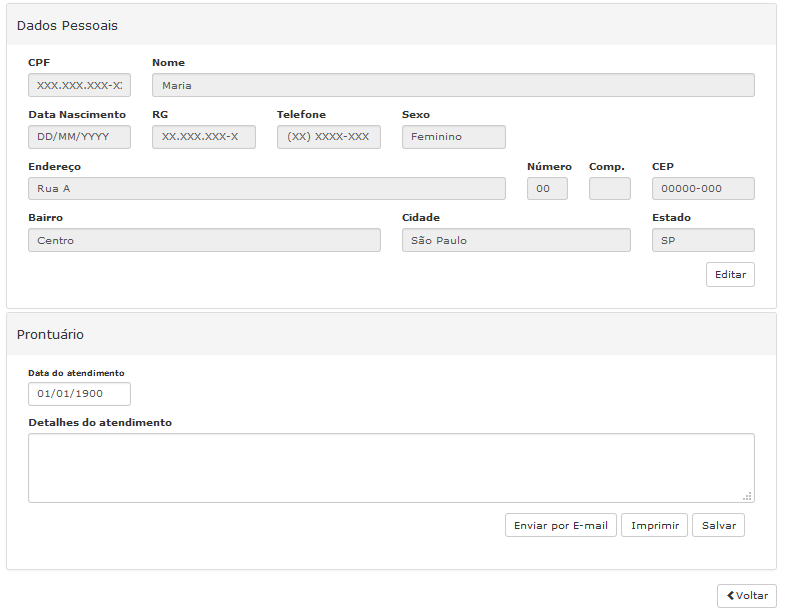 Dados Pessoais
CPF Nome
XXX.XXX.XXX-X Maria
Data Nascimento RG Telefone Sexo
DD/MM/YYYY XX.XXX.XXX-X (XX) XXXX-XXX Feminino
Endereço Número Comp. CEP
Rua A 00 00000-000
Bairro Cidade Estado
Centro São Paulo SP
Editar
Prontuário
Data do atendimento
01/01/1900
Detalhes do atendimento
Enviar por E-mail Imprimir Salvar
Voltar